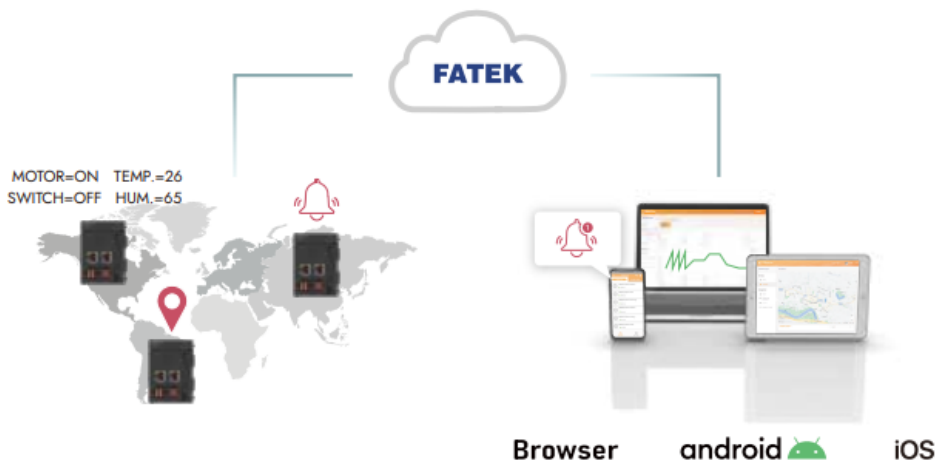 FATEK
MOTOR=ON TEMP.=26
SWITCH=OFF HUM.=65
Browser android iOS